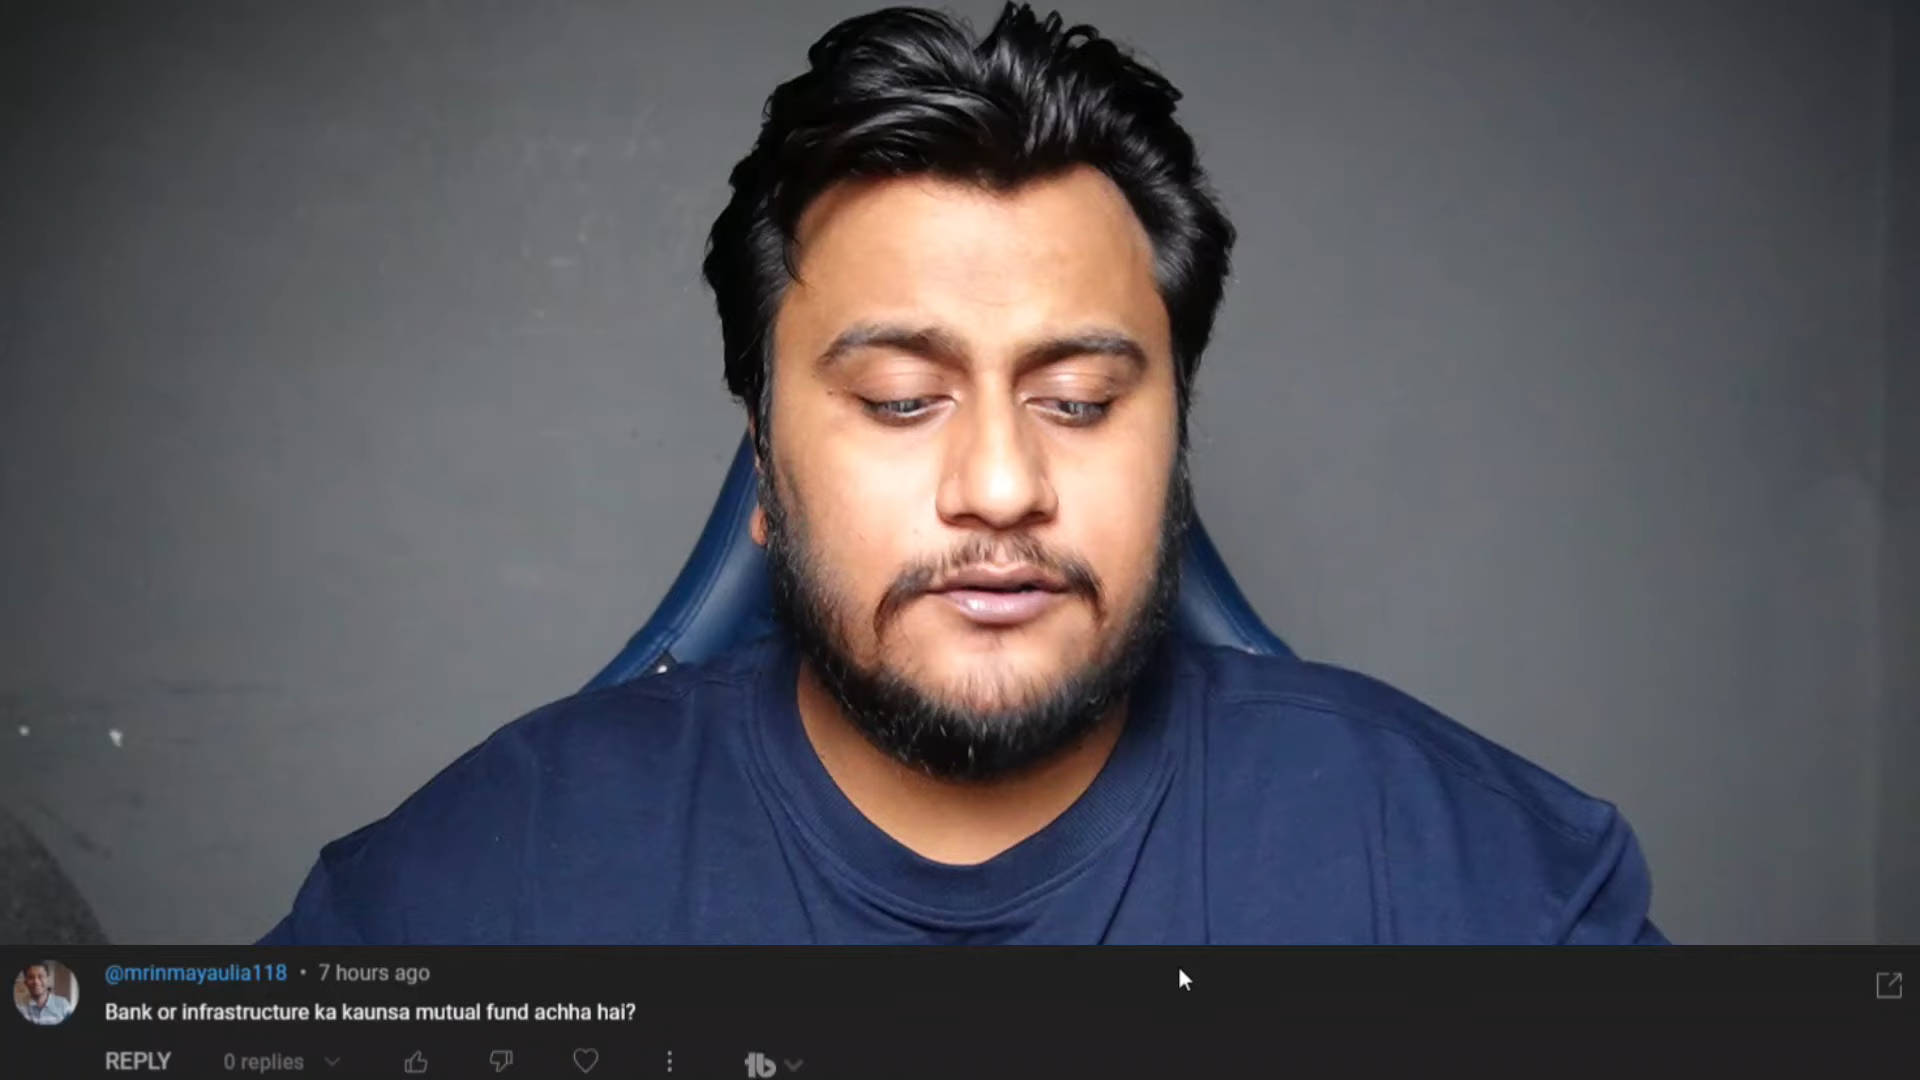 @mrinmayaulia118 • 7 hours ago
Bank or infrastructure ka kaunsa mutual fund achha hai?
REPLY 0 replies